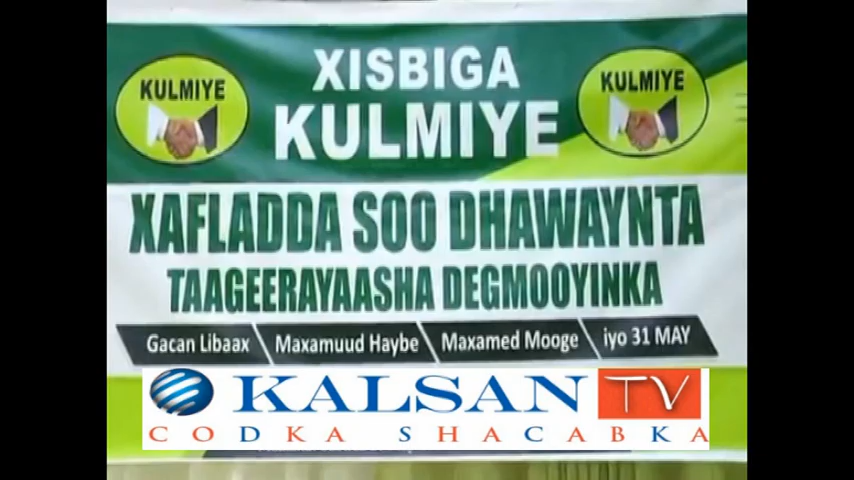 XISBIGA
KULMIYE
KULMIYE
KULMIYE
XAFLADDA SOO DHAWAYNTA
TAAGEERAYAASHA DEGMOOYINKA
Gacan Libaax Maxamuud Haybe Maxamed Mooge iyo 31 MAY
KALSAN TV
CODKA SHACABKA